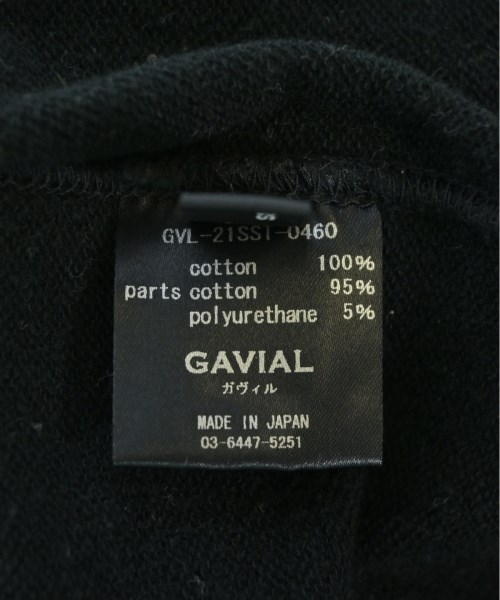 S
GVL-21SST-0460
cotton 100%
parts cotton 95%
polyurethane 5%
GAVIAL
ガヴィル
MADE IN JAPAN
03-6447-5251